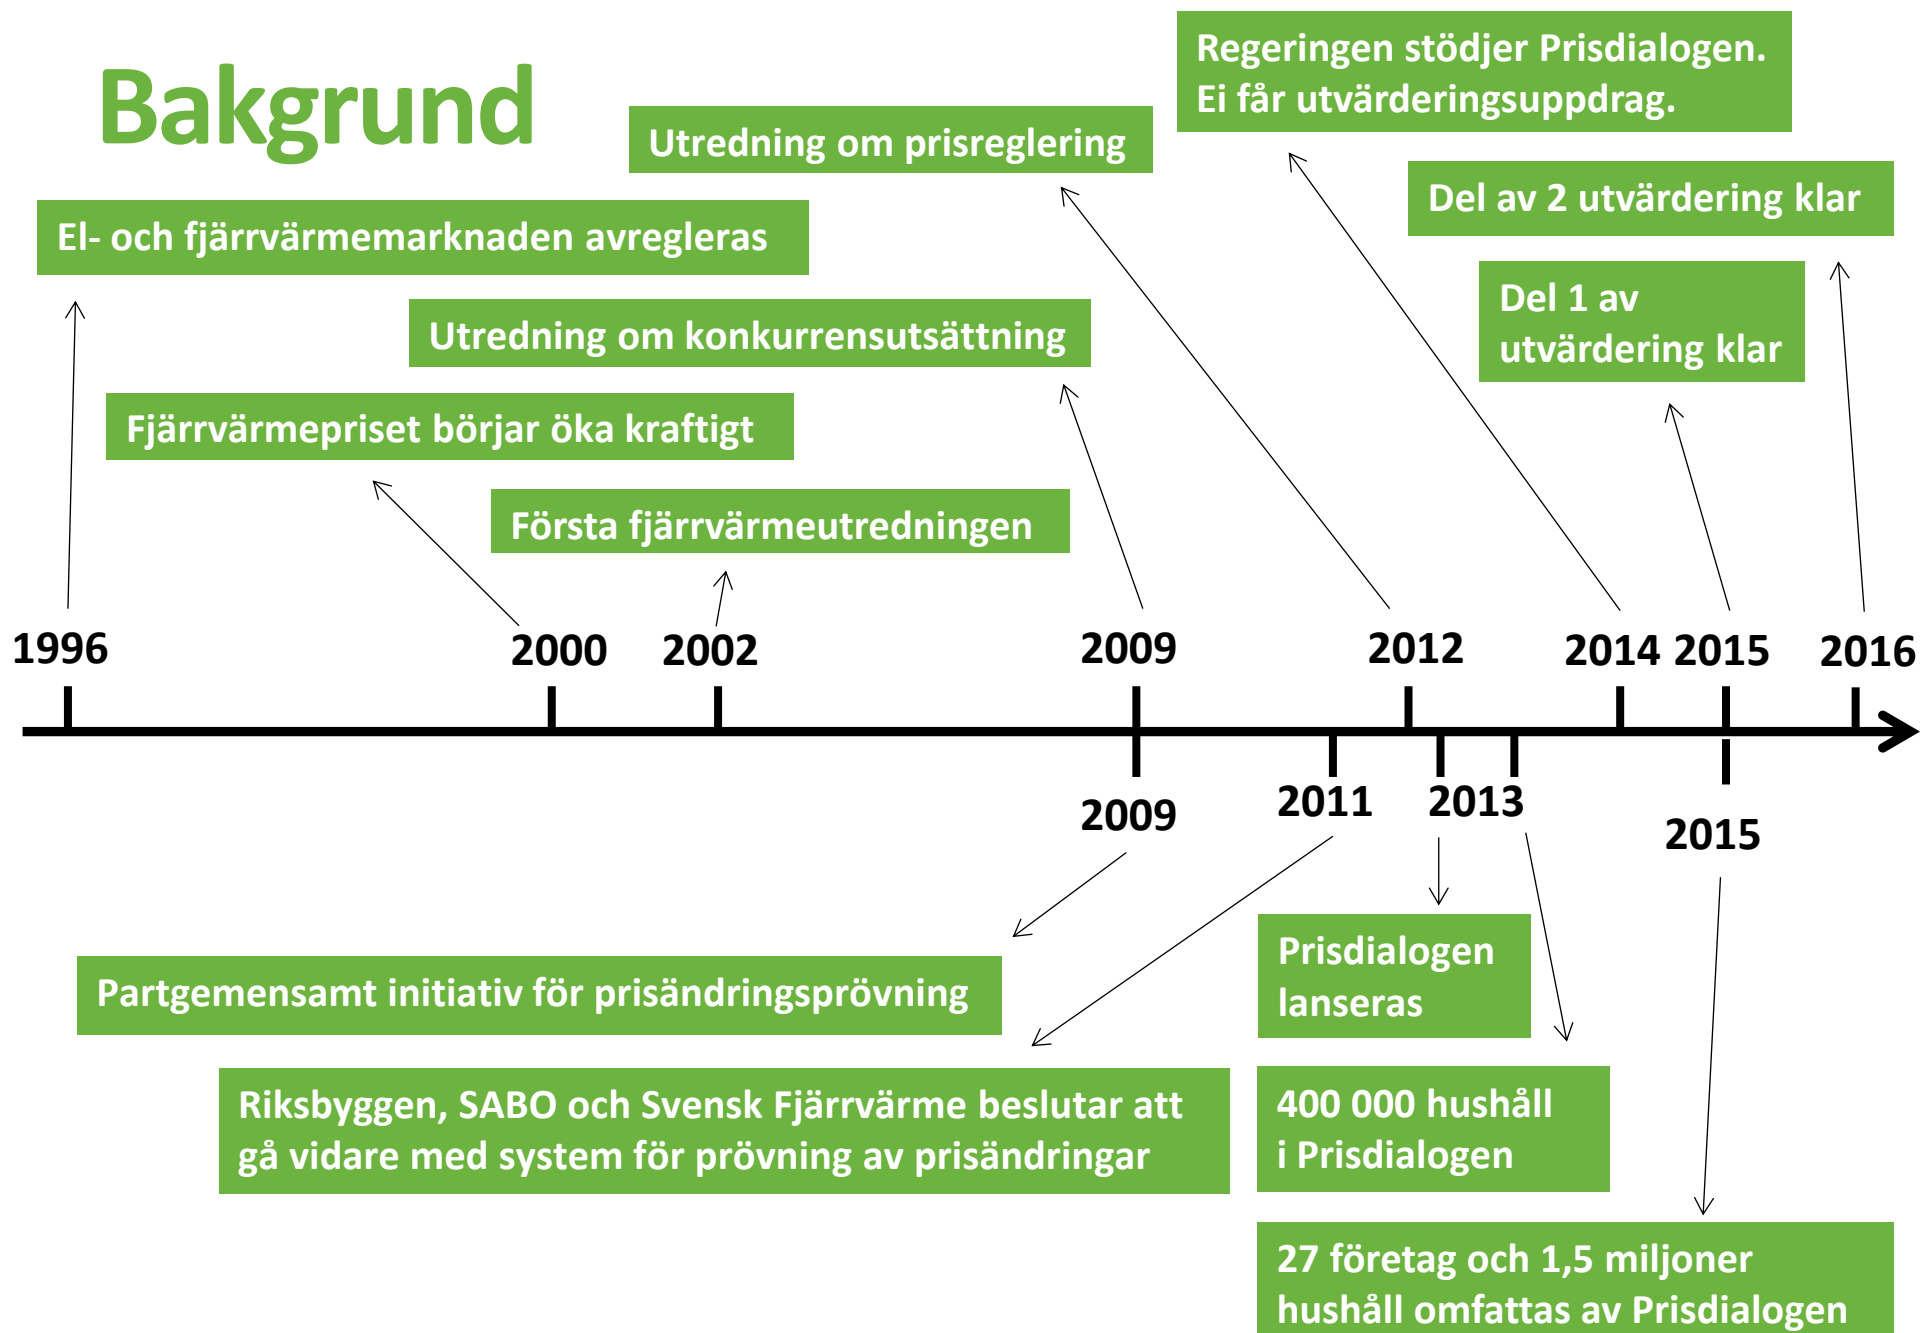 Bakgrund
Regeringen stödjer Prisdialogen.
Ei får utvärderingsuppdrag.
Utredning om prisreglering
Del av 2 utvärdering klar
El- och fjärrvärmemarknaden avregleras
Del 1 av
utvärdering klar
Utredning om konkurrensutsättning
Fjärrvärmepriset börjar öka kraftigt
Första fjärrvärmeutredningen
1996
2000
2002
2009
2012
2014
2015
2016
2009
2011
2013
2015
Partgemensamt initiativ för prisändringsprövning
Prisdialogen
lanseras
Riksbyggen, SABO och Svensk Fjärrvärme beslutar att
gå vidare med system för prövning av prisändringar
400 000 hushåll
i Prisdialogen
27 företag och 1,5 miljoner
hushåll omfattas av Prisdialogen